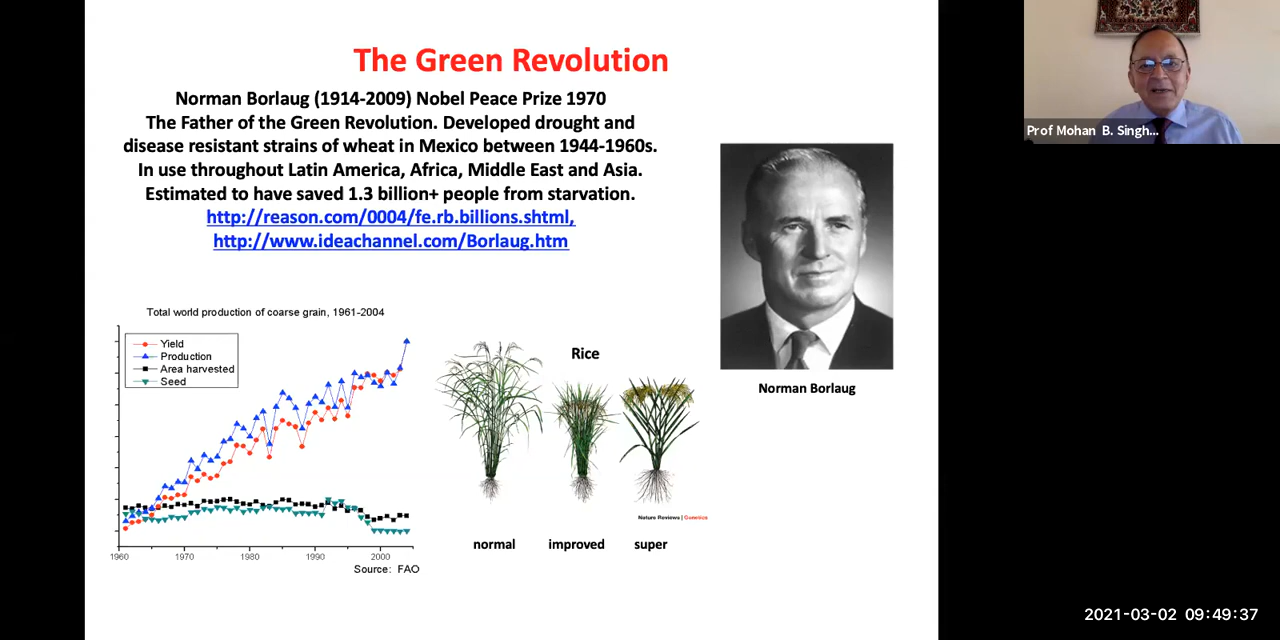 The Green Revolution
Norman Borlaug (1914-2009) Nobel Peace Prize 1970
The Father of the Green Revolution. Developed drought and
disease resistant strains of wheat in Mexico between 1944-1960s.
In use throughout Latin America, Africa, Middle East and Asia.
Estimated to have saved 1.3 billion+ people from starvation.
http://reason.com/0004/fe.rb.billions.shtml,
http://www.ideachannel.com/Borlaug.htm
Prof Mohan B. Singh...
Norman Borlaug
Total world production of coarse grain, 1961-2004
Yield
Production
Area harvested
Seed
1960 1970 1980 1990 2000
Source: FAO
Rice
Nature Reviews | Genetics
normal improved super
2021-03-02 09:49:37